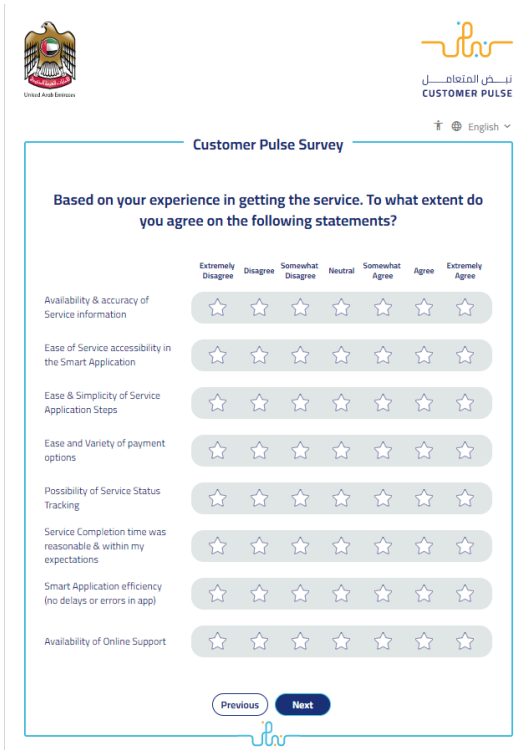 United Arab Emirates
نبـــض المتعامـــــل
CUSTOMER PULSE
English
Customer Pulse Survey
Based on your experience in getting the service. To what extent do
you agree on the following statements?
Extremely Disagree Disagree Somewhat Disagree Neutral Somewhat Agree Agree Extremely Agree
Availability & accuracy of
Service information
Ease of Service accessibility in
the Smart Application
Ease & Simplicity of Service
Application Steps
Ease and Variety of payment
options
Possibility of Service Status
Tracking
Service Completion time was
reasonable & within my
expectations
Smart Application efficiency
(no delays or errors in app)
Availability of Online Support
Previous Next